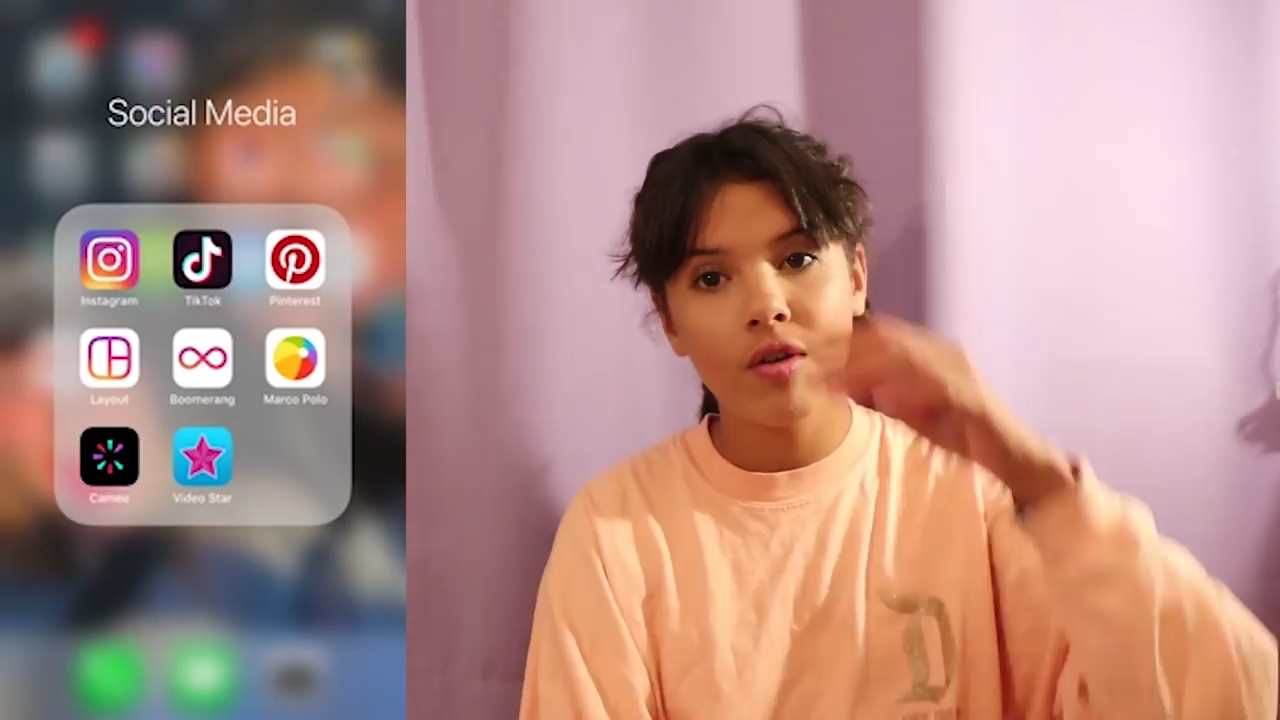 Social Media
Instagram TikTok Pinterest
Layout Boomerang Marco Polo
Cameo Video Star
D